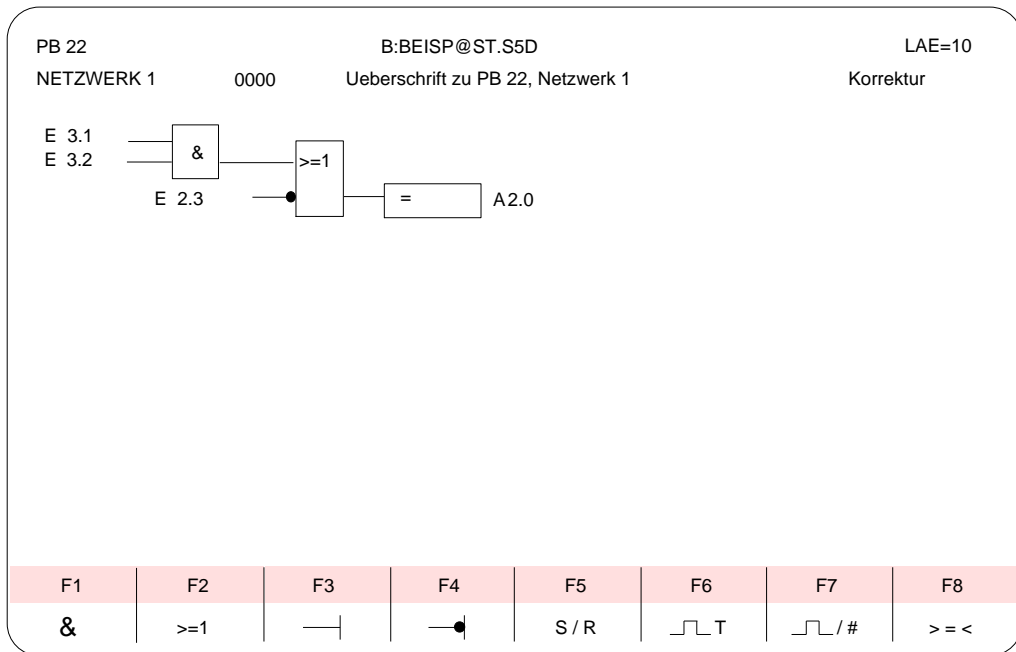 PB 22 B:BEISP@ST.S5D LAE=10
NETZWERK 1 0000 Ueberschrift zu PB 22, Netzwerk 1 Korrektur
E 3.1
E 3.2
&
>=1
E 2.3
= A 2.0
F1 F2 F3 F4 F5 F6 F7 F8
& >=1 S / R T / # > = <